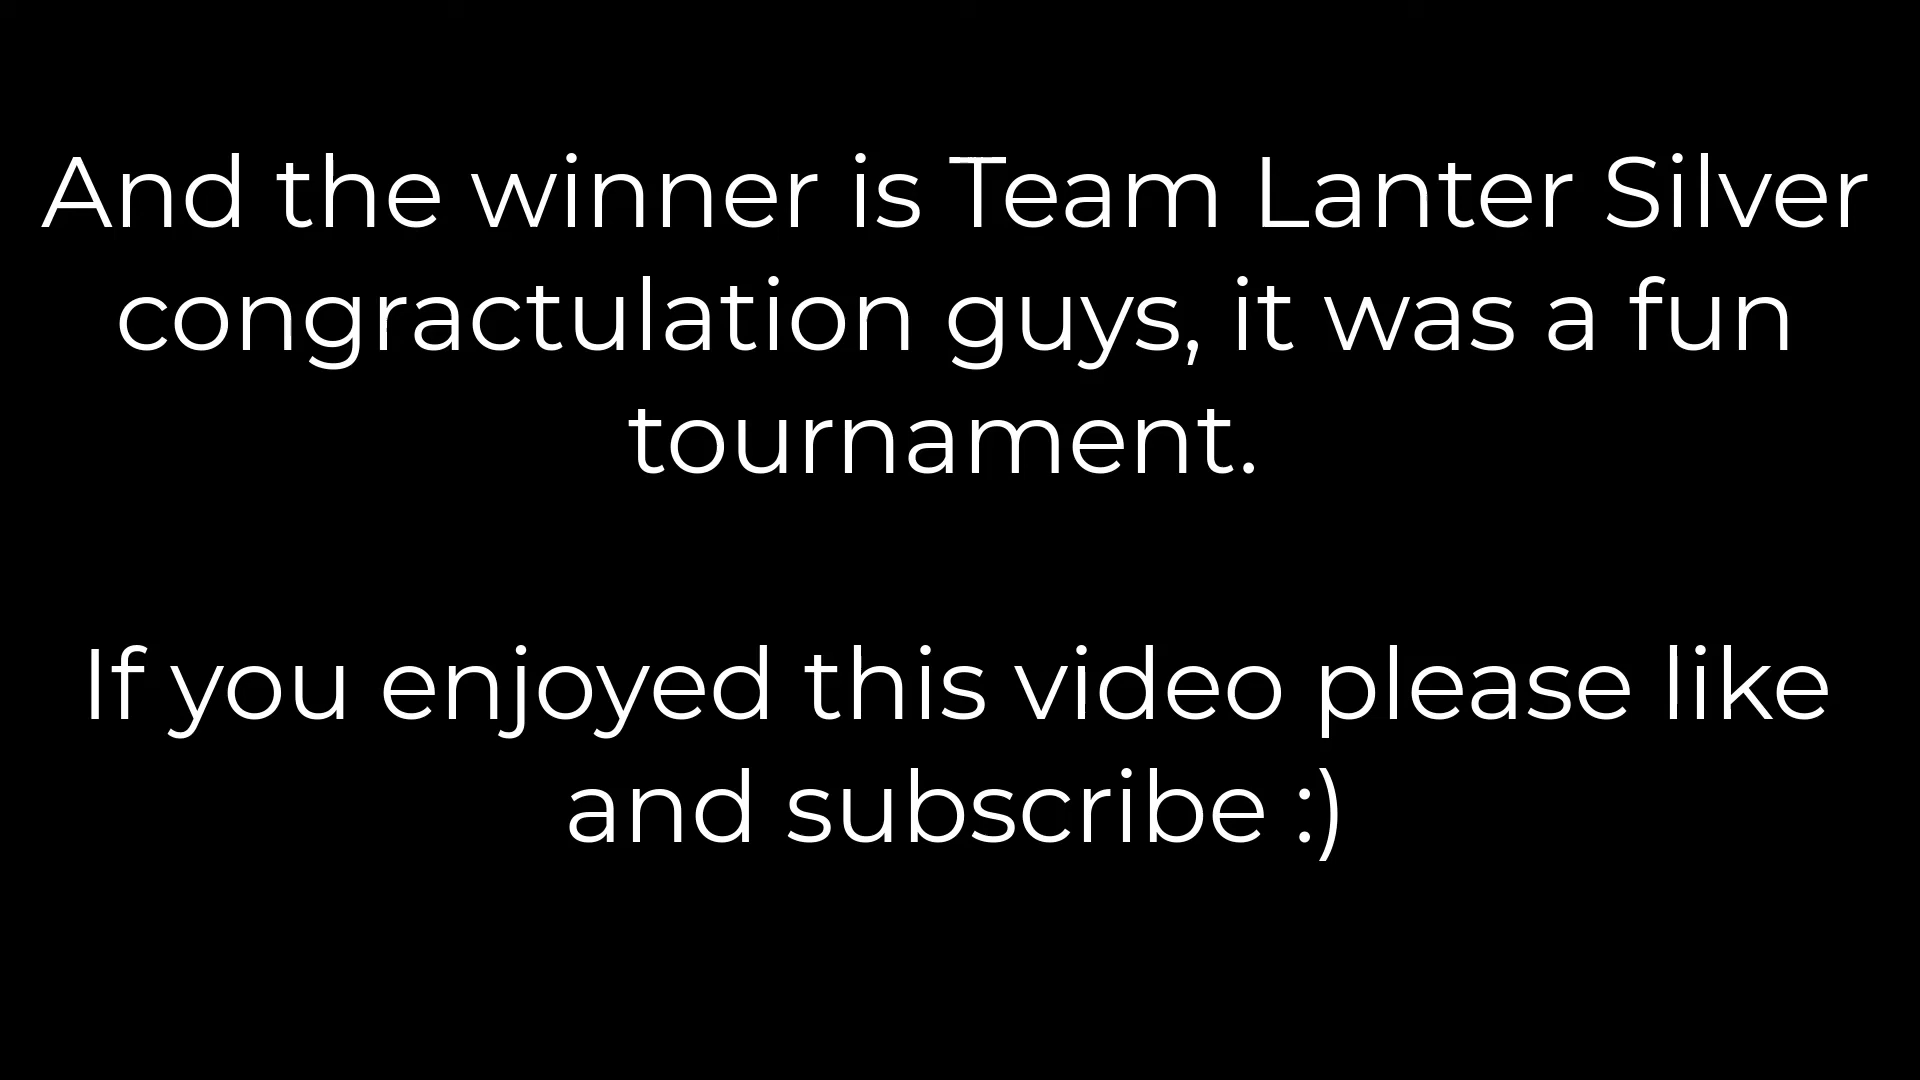 And the winner is Team Lanter Silver
congractulation guys, it was a fun
tournament.
If you enjoyed this video please like
and subscribe :)